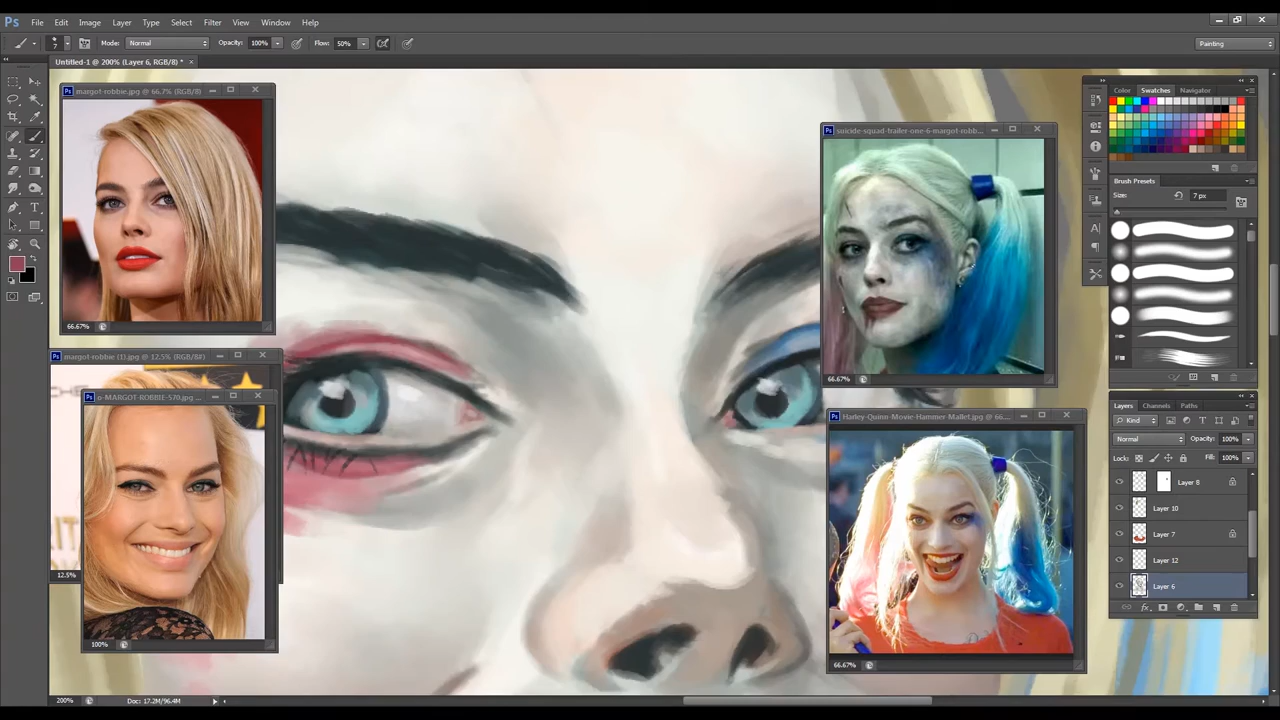 Ps File Edit Image Layer Type Select Filter View Window Help
7 Mode: Normal Opacity: 100% Flow: 50% Painting
Untitled-1 @ 200% (Layer 6, RGB/8) *
margot-robbie.jpg @ 66.7% (RGB/8)
66.67%
margot-robbie (1).jpg @ 12.5% (RGB/8#)
12.5%
o-MARGOT-ROBBIE-570.jpg ...
100%
suicide-squad-trailer-one-6-margot-robb...
66.67%
Harley-Quinn-Movie-Hammer Mallet.jpg @ 66....
66.67%
Color Swatches Navigator
Brush Presets
Size: 7 px
Layers Channels Paths
Kind
Normal Opacity: 100%
Lock: Fill: 100%
Layer 8
Layer 10
Layer 7
Layer 12
Layer 6
200% Doc: 17.2M/96.4M